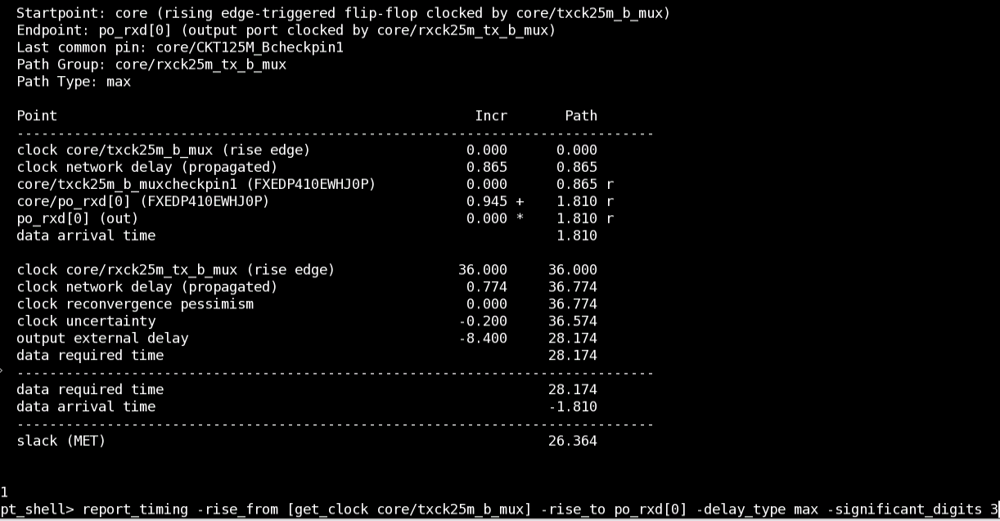 Startpoint: core (rising edge-triggered flip-flop clocked by core/txck25m_b_mux)
Endpoint: po_rxd[0] (output port clocked by core/rxck25m_tx_b_mux)
Last common pin: core/CKT125M_Bcheckpin1
Path Group: core/rxck25m_tx_b_mux
Path Type: max

Point Incr Path
------------------------------------------------------------------------------
clock core/txck25m_b_mux (rise edge) 0.000 0.000
clock network delay (propagated) 0.865 0.865
core/txck25m_b_muxcheckpin1 (FXEDP410EWHJ0P) 0.000 0.865 r
core/po_rxd[0] (FXEDP410EWHJ0P) 0.945 + 1.810 r
po_rxd[0] (out) 0.000 * 1.810 r
data arrival time 1.810

clock core/rxck25m_tx_b_mux (rise edge) 36.000 36.000
clock network delay (propagated) 0.774 36.774
clock reconvergence pessimism 0.000 36.774
clock uncertainty -0.200 36.574
output external delay -8.400 28.174
data required time 28.174
------------------------------------------------------------------------------
data required time 28.174
data arrival time -1.810
------------------------------------------------------------------------------
slack (MET) 26.364

1
pt_shell> report_timing -rise_from [get_clock core/txck25m_b_mux] -rise_to po_rxd[0] -delay_type max -significant_digits 3